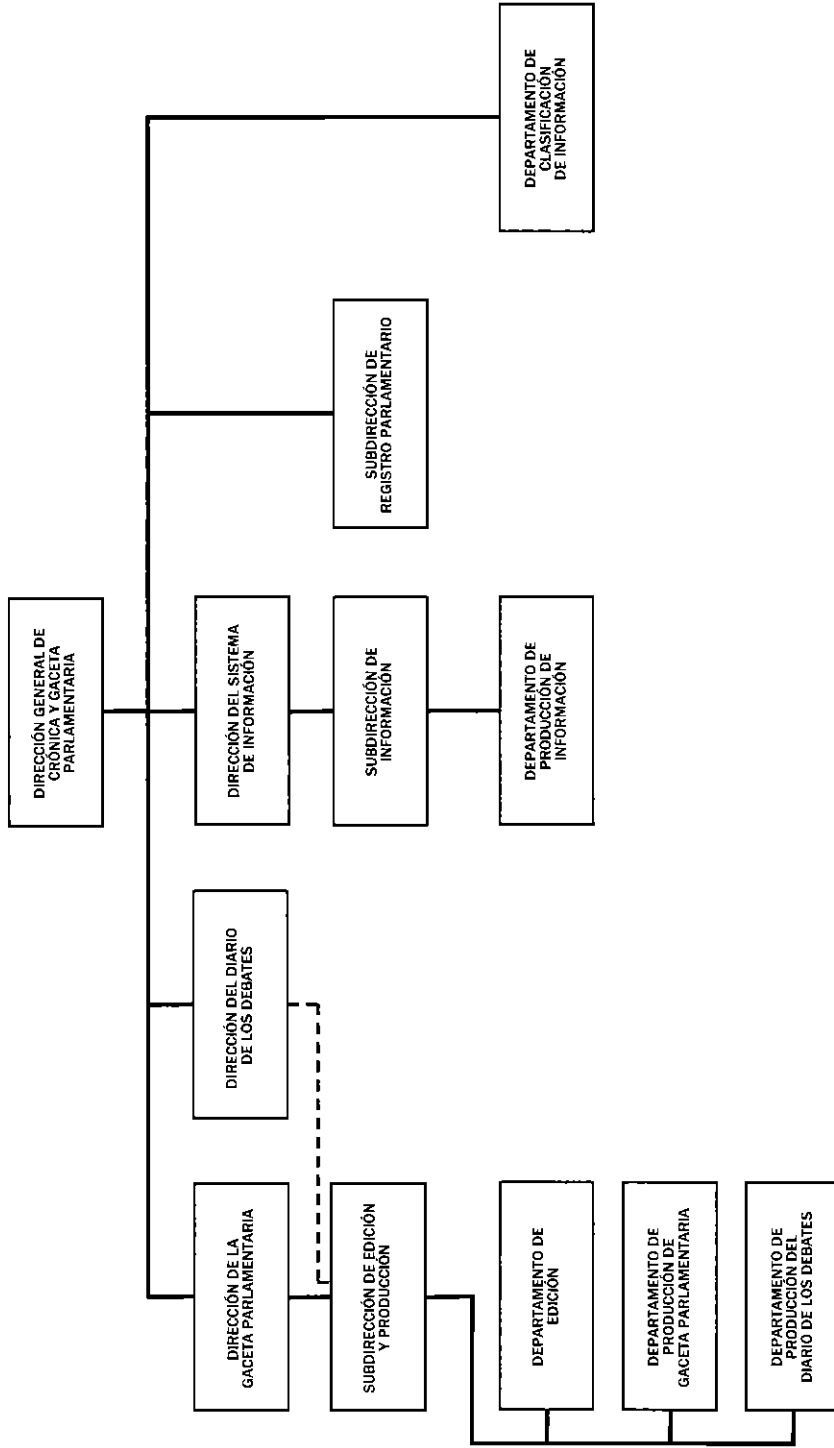 DIRECCIÓN GENERAL DE
CRÓNICA Y GACETA
PARLAMENTARIA
DIRECCIÓN DE LA
GACETA PARLAMENTARIA
DIRECCIÓN DEL DIARIO
DE LOS DEBATES
DIRECCIÓN DEL SISTEMA
DE INFORMACIÓN
SUBDIRECCIÓN DE EDICIÓN
Y PRODUCCIÓN
SUBDIRECCIÓN DE
INFORMACIÓN
SUBDIRECCIÓN DE
REGISTRO PARLAMENTARIO
DEPARTAMENTO DE
EDICIÓN
DEPARTAMENTO DE
PRODUCCIÓN DE
INFORMACIÓN
DEPARTAMENTO DE
CLASIFICACIÓN
DE INFORMACIÓN
DEPARTAMENTO DE
PRODUCCIÓN DE
GACETA PARLAMENTARIA
DEPARTAMENTO DE
PRODUCCIÓN DEL
DIARIO DE LOS DEBATES